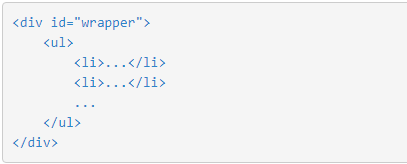 <div id="wrapper">
    <ul>
        <li>...</li>
        <li>...</li>
        ...
    </ul>
</div>